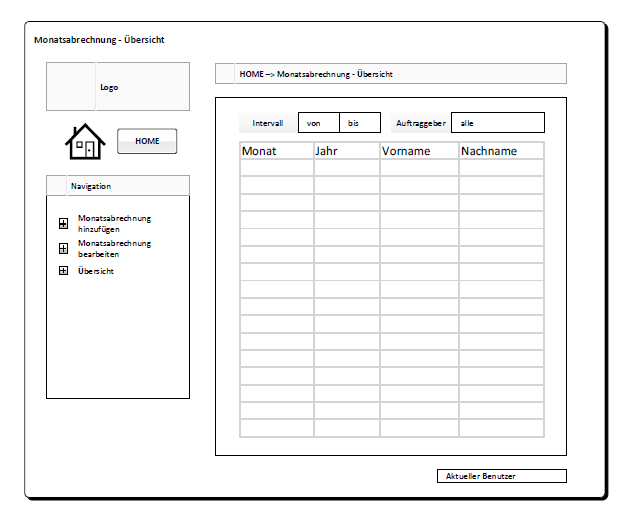 Monatsabrechnung - Übersicht
Logo
HOME
Navigation
Monatsabrechnung
hinzufügen
Monatsabrechnung
bearbeiten
Übersicht
HOME --> Monatsabrechnung - Übersicht
Intervall von bis Auftraggeber alle
Monat Jahr Vorname Nachname
Aktueller Benutzer